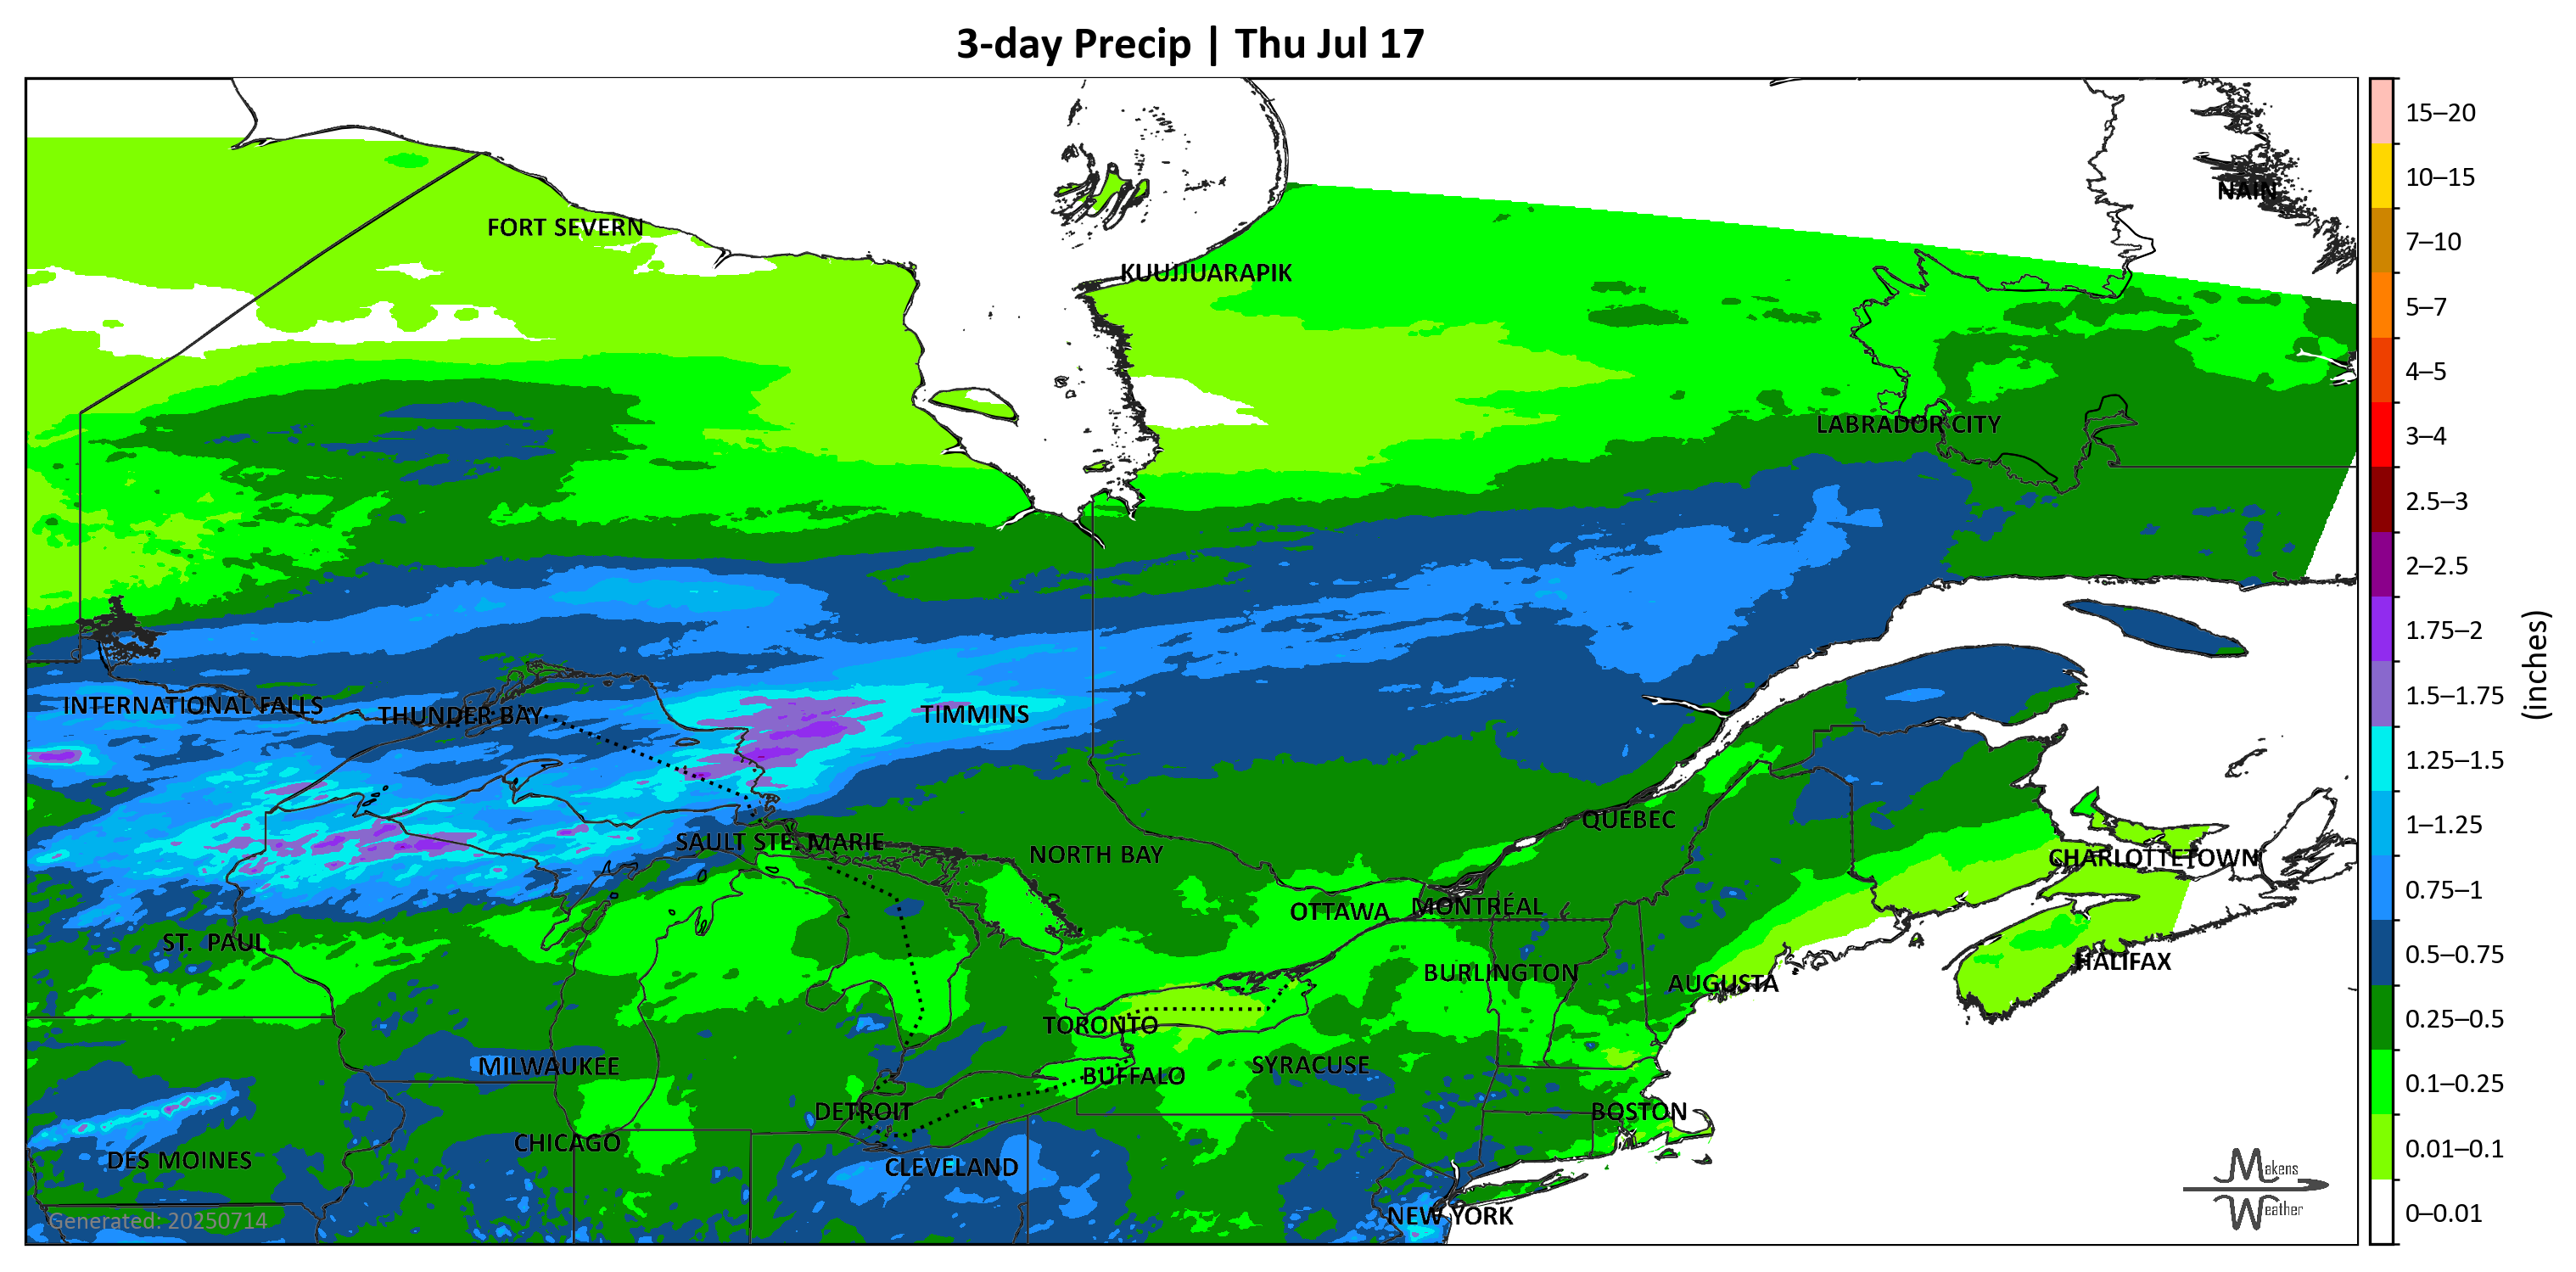 3-day Precip | Thu Jul 17
NAIN
FORT SEVERN
KUUJJUARAPIK
LABRADOR CITY
INTERNATIONAL FALLS
THUNDER BAY
TIMMINS
QUEBEC
SAULT STE. MARIE
NORTH BAY
CHARLOTTETOWN
OTTAWA
MONTRÉAL
ST. PAUL
HALIFAX
BURLINGTON
AUGUSTA
TORONTO
MILWAUKEE
SYRACUSE
BUFFALO
DETROIT
BOSTON
CHICAGO
DES MOINES
CLEVELAND
NEW YORK
Generated: 20250714
Makens
Weather
15–20
10–15
7–10
5–7
4–5
3–4
2.5–3
2–2.5
1.75–2
1.5–1.75
1.25–1.5
1–1.25
0.75–1
0.5–0.75
0.25–0.5
0.1–0.25
0.01–0.1
0–0.01
(inches)